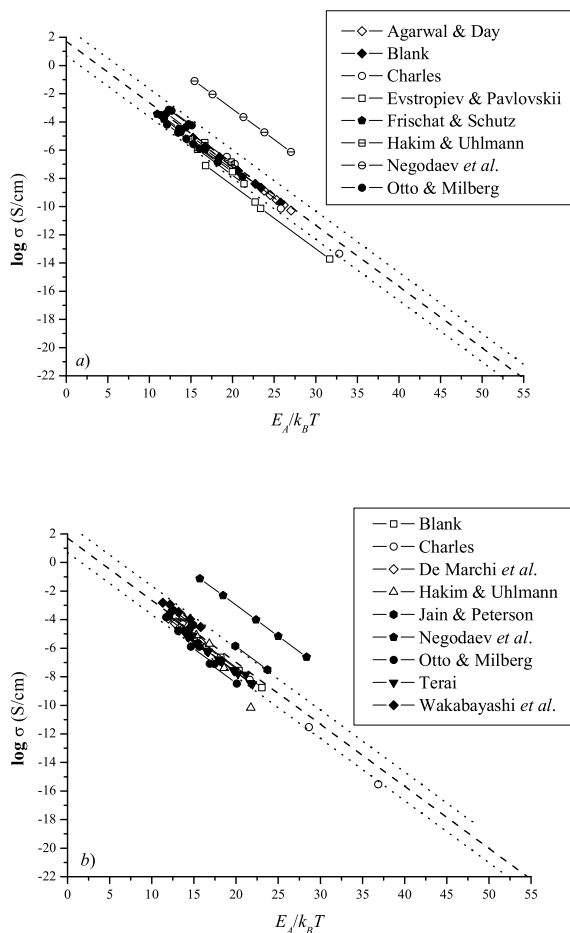 a)
Agarwal & Day
Blank
Charles
Evstropiev & Pavlovskii
Frischat & Schutz
Hakim & Uhlmann
Negodaev et al.
Otto & Milberg
log σ (S/cm)
2
0
-2
-4
-6
-8
-10
-12
-14
-16
-18
-20
-22
0 5 10 15 20 25 30 35 40 45 50 55
E_A/k_BT
b)
Blank
Charles
De Marchi et al.
Hakim & Uhlmann
Jain & Peterson
Negodaev et al.
Otto & Milberg
Terai
Wakabayashi et al.
log σ (S/cm)
2
0
-2
-4
-6
-8
-10
-12
-14
-16
-18
-20
-22
0 5 10 15 20 25 30 35 40 45 50 55
E_A/k_BT